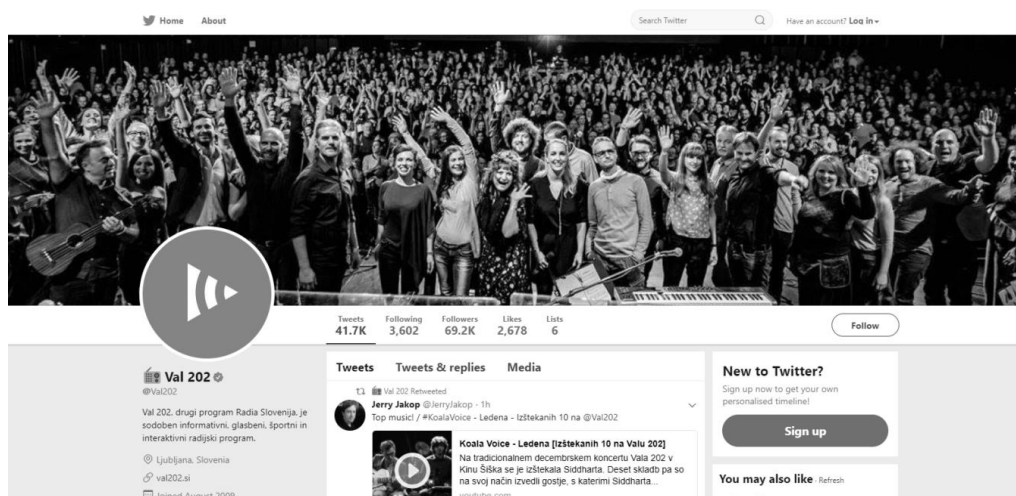 Home About Search Twitter Have an account? Log in
Tweets Following Followers Likes Lists
41.7K 3,602 69.2K 2,678 6
Follow
Val 202
@Val202
Val 202, drugi program Radia Slovenija, je
sodoben informativni, glasbeni, športni in
interaktivni radijski program.
Ljubljana, Slovenia
val202.si
Joined August 2009
Tweets Tweets & replies Media
Val 202 Retweeted
Jerry Jakop @JerryJakop · 1h
Top music! / #KoalaVoice - Ledena - Izštekanih 10 na @Val202
Koala Voice - Ledena [Izštekanih 10 na Valu 202]
Na tradicionalnem decembrskem koncertu Vala 202 v
Kinu Šiška se je izštekala Siddharta. Deset skladb pa so
na svoj način izvedli gostje, s katerimi Siddharta...
youtube.com
New to Twitter?
Sign up now to get your own
personalised timeline!
Sign up
You may also like · Refresh